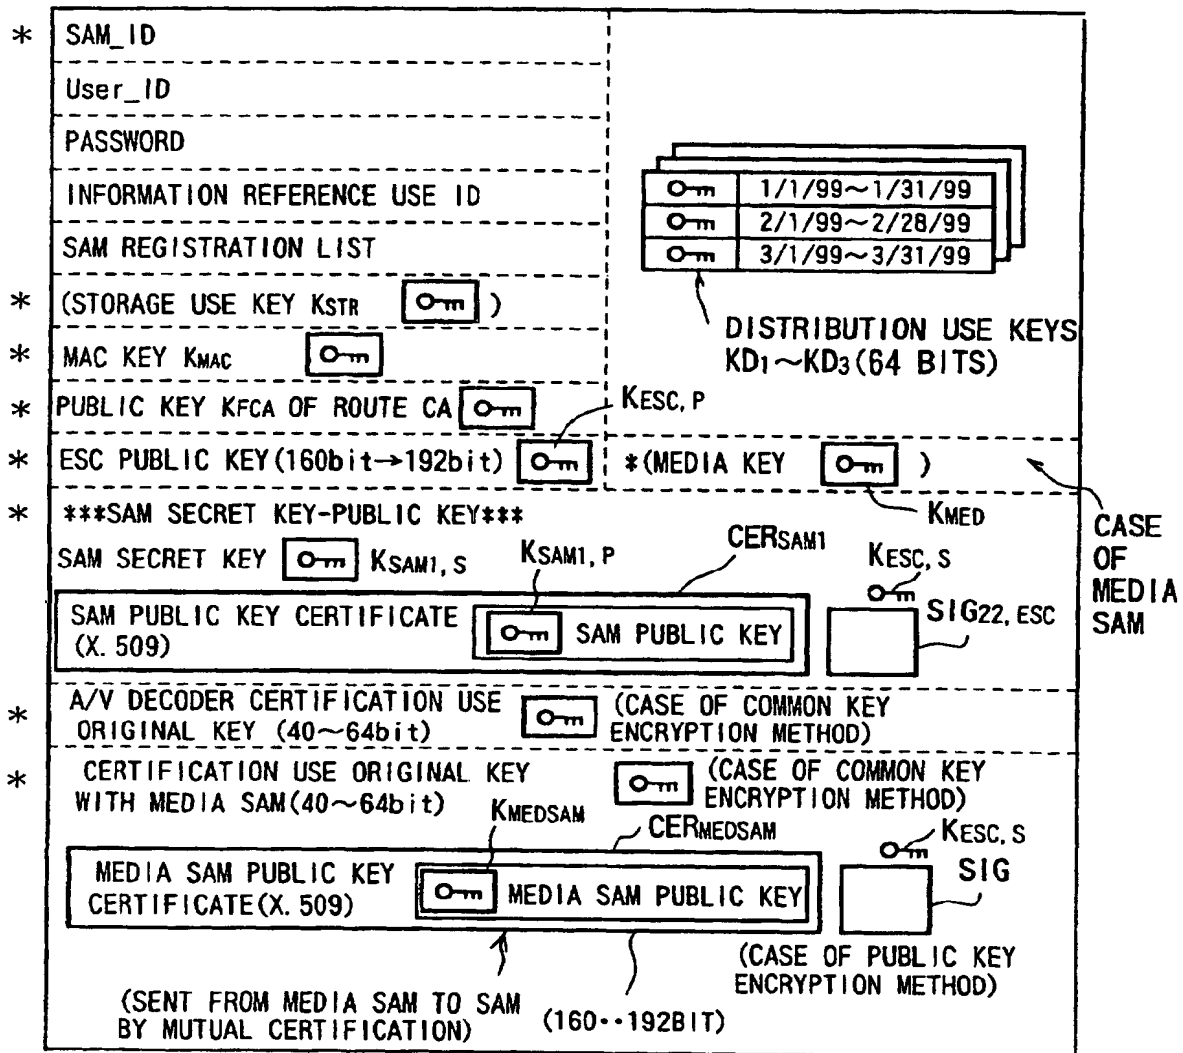 * SAM_ID
User_ID
PASSWORD
INFORMATION REFERENCE USE ID
SAM REGISTRATION LIST
* (STORAGE USE KEY KSTR )
* MAC KEY KMAC
* PUBLIC KEY KFCA OF ROUTE CA
KESC, P
1/1/99~1/31/99
2/1/99~2/28/99
3/1/99~3/31/99
DISTRIBUTION USE KEYS
KD1~KD3(64 BITS)
* ESC PUBLIC KEY(160bit→192bit)
*(MEDIA KEY )
KMED
CASE
OF
MEDIA
SAM
* ***SAM SECRET KEY-PUBLIC KEY***
SAM SECRET KEY KSAM1, S
KSAM1, P
CERSAM1
KESC, S
SIG22, ESC
SAM PUBLIC KEY CERTIFICATE
(X. 509)
SAM PUBLIC KEY
* A/V DECODER CERTIFICATION USE
ORIGINAL KEY (40~64bit)
(CASE OF COMMON KEY
ENCRYPTION METHOD)
* CERTIFICATION USE ORIGINAL KEY
WITH MEDIA SAM(40~64bit)
(CASE OF COMMON KEY
ENCRYPTION METHOD)
KMEDSAM
CERMEDSAM
KESC, S
SIG
MEDIA SAM PUBLIC KEY
CERTIFICATE(X. 509)
MEDIA SAM PUBLIC KEY
(CASE OF PUBLIC KEY
ENCRYPTION METHOD)
(SENT FROM MEDIA SAM TO SAM
BY MUTUAL CERTIFICATION)
(160··192BIT)